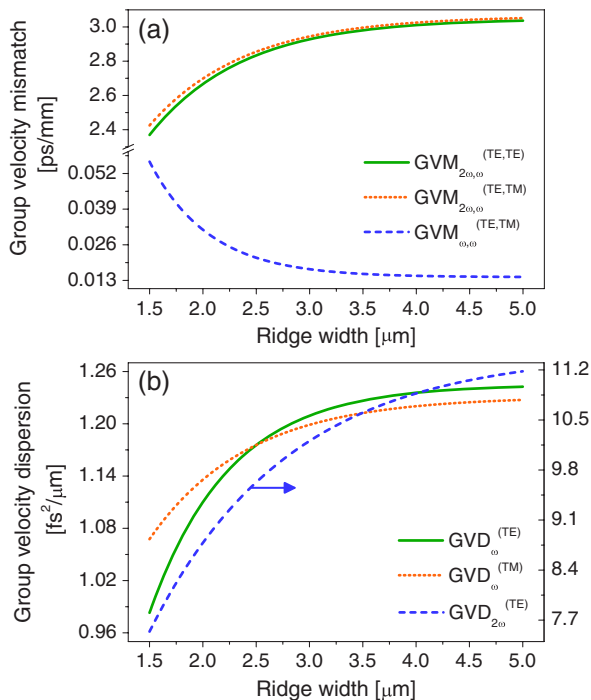 (a)
Group velocity mismatch
[ps/mm]
3.0
2.8
2.6
2.4
0.052
0.039
0.026
0.013
GVM2ω,ω (TE,TE)
GVM2ω,ω (TE,TM)
GVMω,ω (TE,TM)
1.5 2.0 2.5 3.0 3.5 4.0 4.5 5.0
Ridge width [μm]
(b)
Group velocity dispersion
[fs²/μm]
1.26
1.20
1.14
1.08
1.02
0.96
11.2
10.5
9.8
9.1
8.4
7.7
GVDω (TE)
GVDω (TM)
GVD2ω (TE)
1.5 2.0 2.5 3.0 3.5 4.0 4.5 5.0
Ridge width [μm]